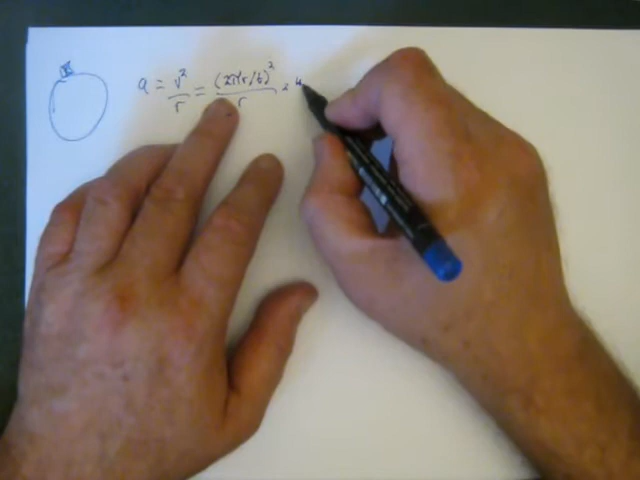 a = v²/r = (2πr/t)²/r = 4